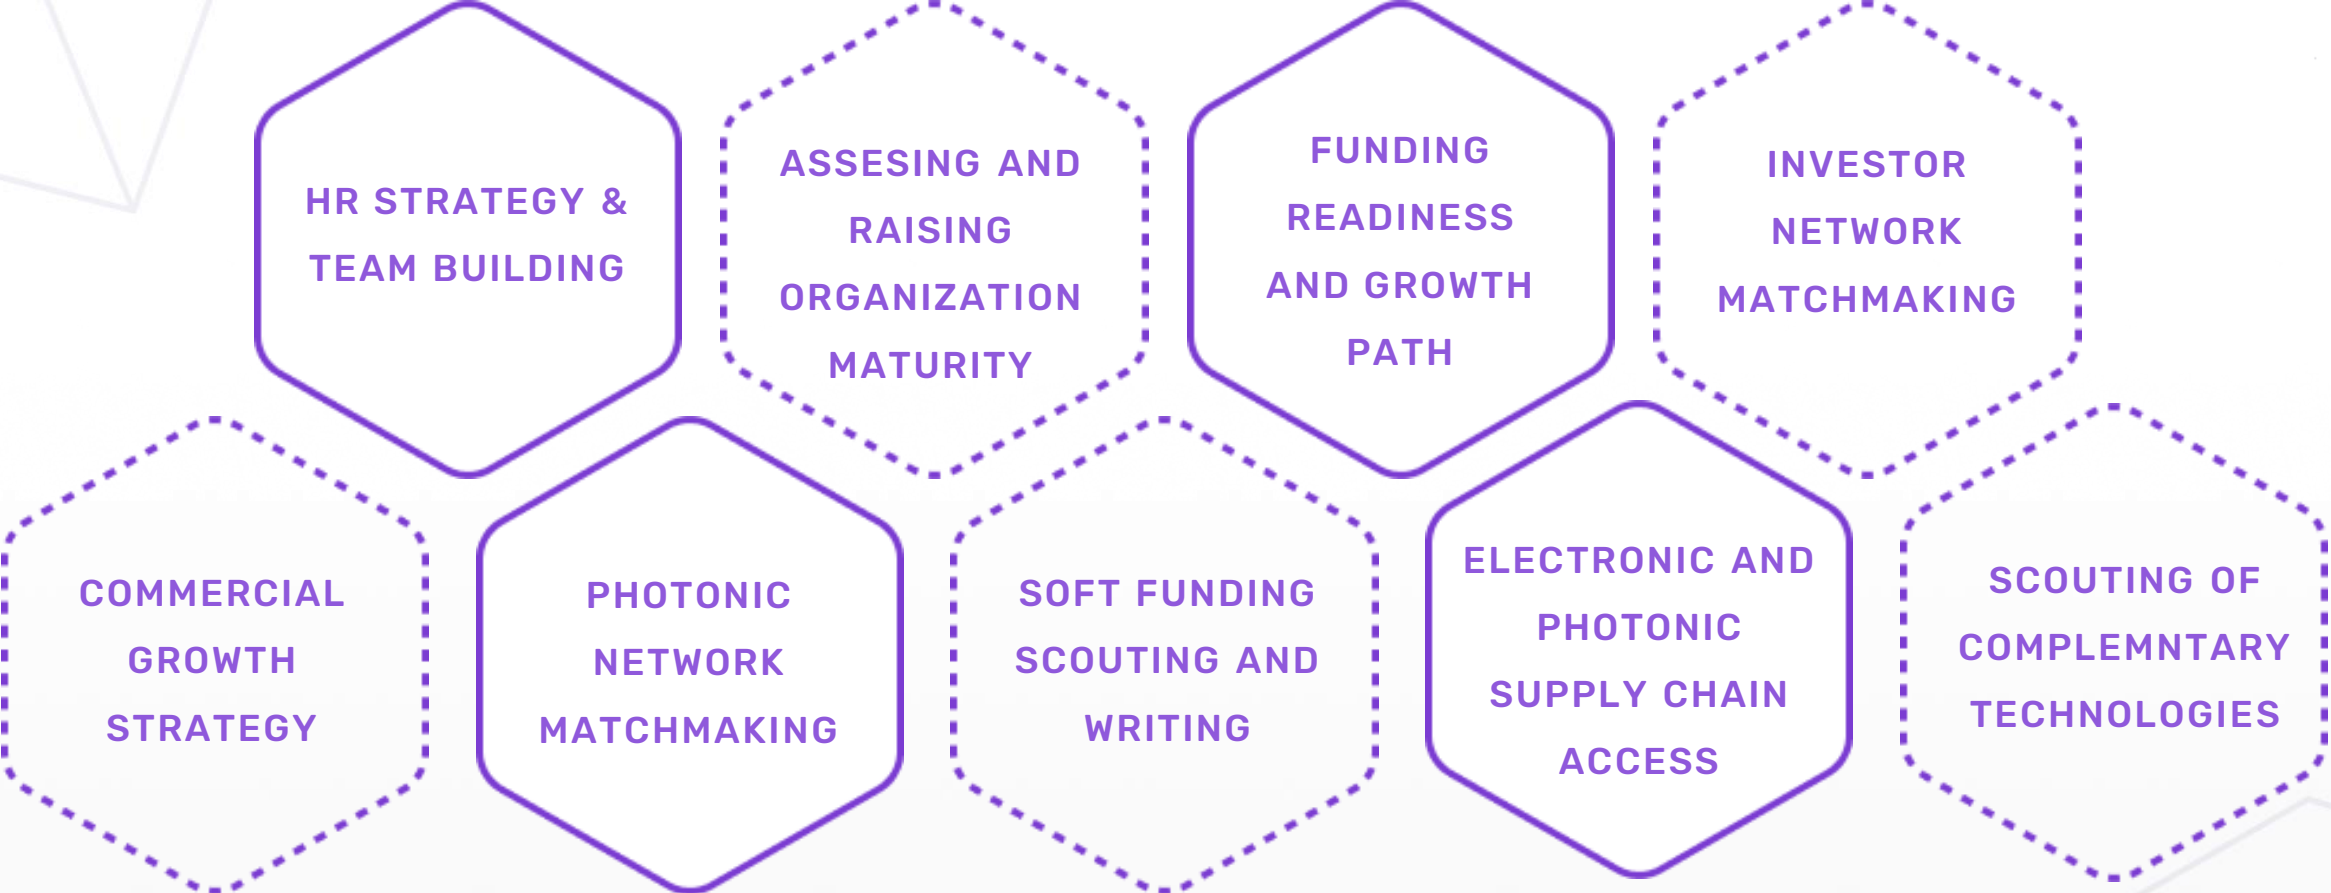 HR STRATEGY &
TEAM BUILDING
ASSESING AND
RAISING
ORGANIZATION
MATURITY
FUNDING
READINESS
AND GROWTH
PATH
INVESTOR
NETWORK
MATCHMAKING
COMMERCIAL
GROWTH
STRATEGY
PHOTONIC
NETWORK
MATCHMAKING
SOFT FUNDING
SCOUTING AND
WRITING
ELECTRONIC AND
PHOTONIC
SUPPLY CHAIN
ACCESS
SCOUTING OF
COMPLEMNTARY
TECHNOLOGIES